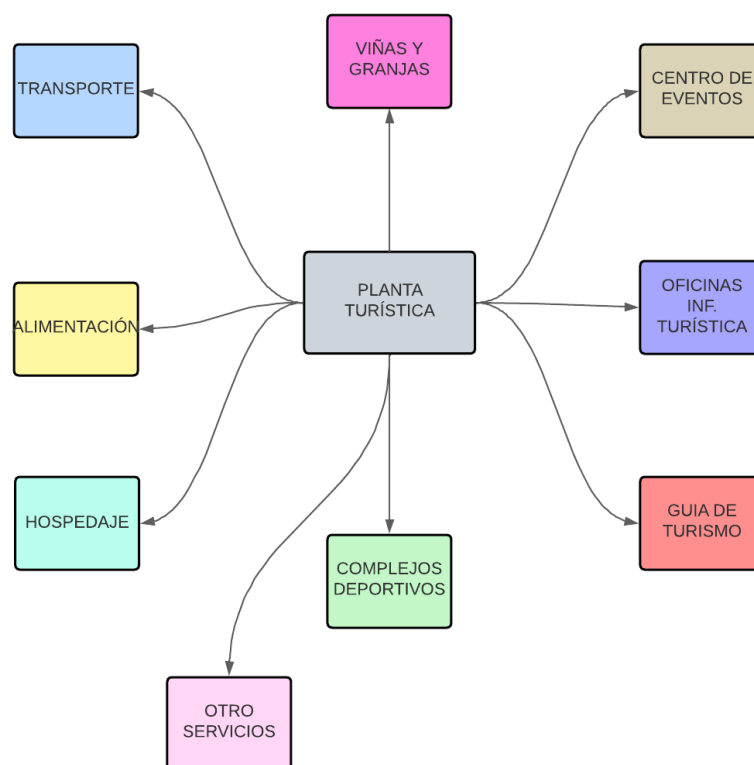 VIÑAS Y
GRANJAS
TRANSPORTE
CENTRO DE
EVENTOS
PLANTA
TURÍSTICA
OFICINAS
INF.
TURÍSTICA
ALIMENTACIÓN
HOSPEDAJE
GUIA DE
TURISMO
COMPLEJOS
DEPORTIVOS
OTRO
SERVICIOS